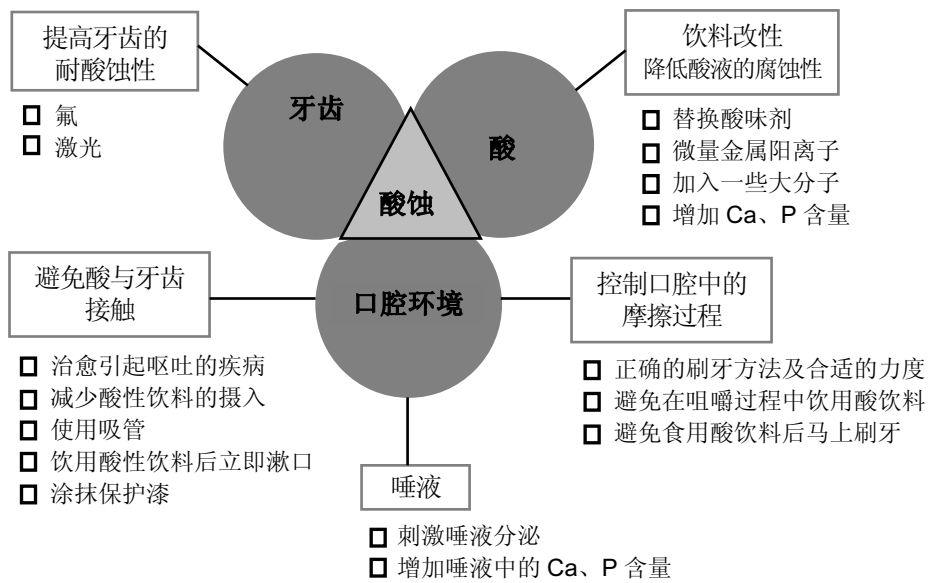 提高牙齿的
耐酸蚀性
氟
激光
牙齿
酸
酸蚀
口腔环境
饮料改性
降低酸液的腐蚀性
替换酸味剂
微量金属阳离子
加入一些大分子
增加 Ca、P 含量
避免酸与牙齿
接触
治愈引起呕吐的疾病
减少酸性饮料的摄入
使用吸管
饮用酸性饮料后立即漱口
涂抹保护漆
控制口腔中的
摩擦过程
正确的刷牙方法及合适的力度
避免在咀嚼过程中饮用酸饮料
避免食用酸饮料后马上刷牙
唾液
刺激唾液分泌
增加唾液中的 Ca、P 含量